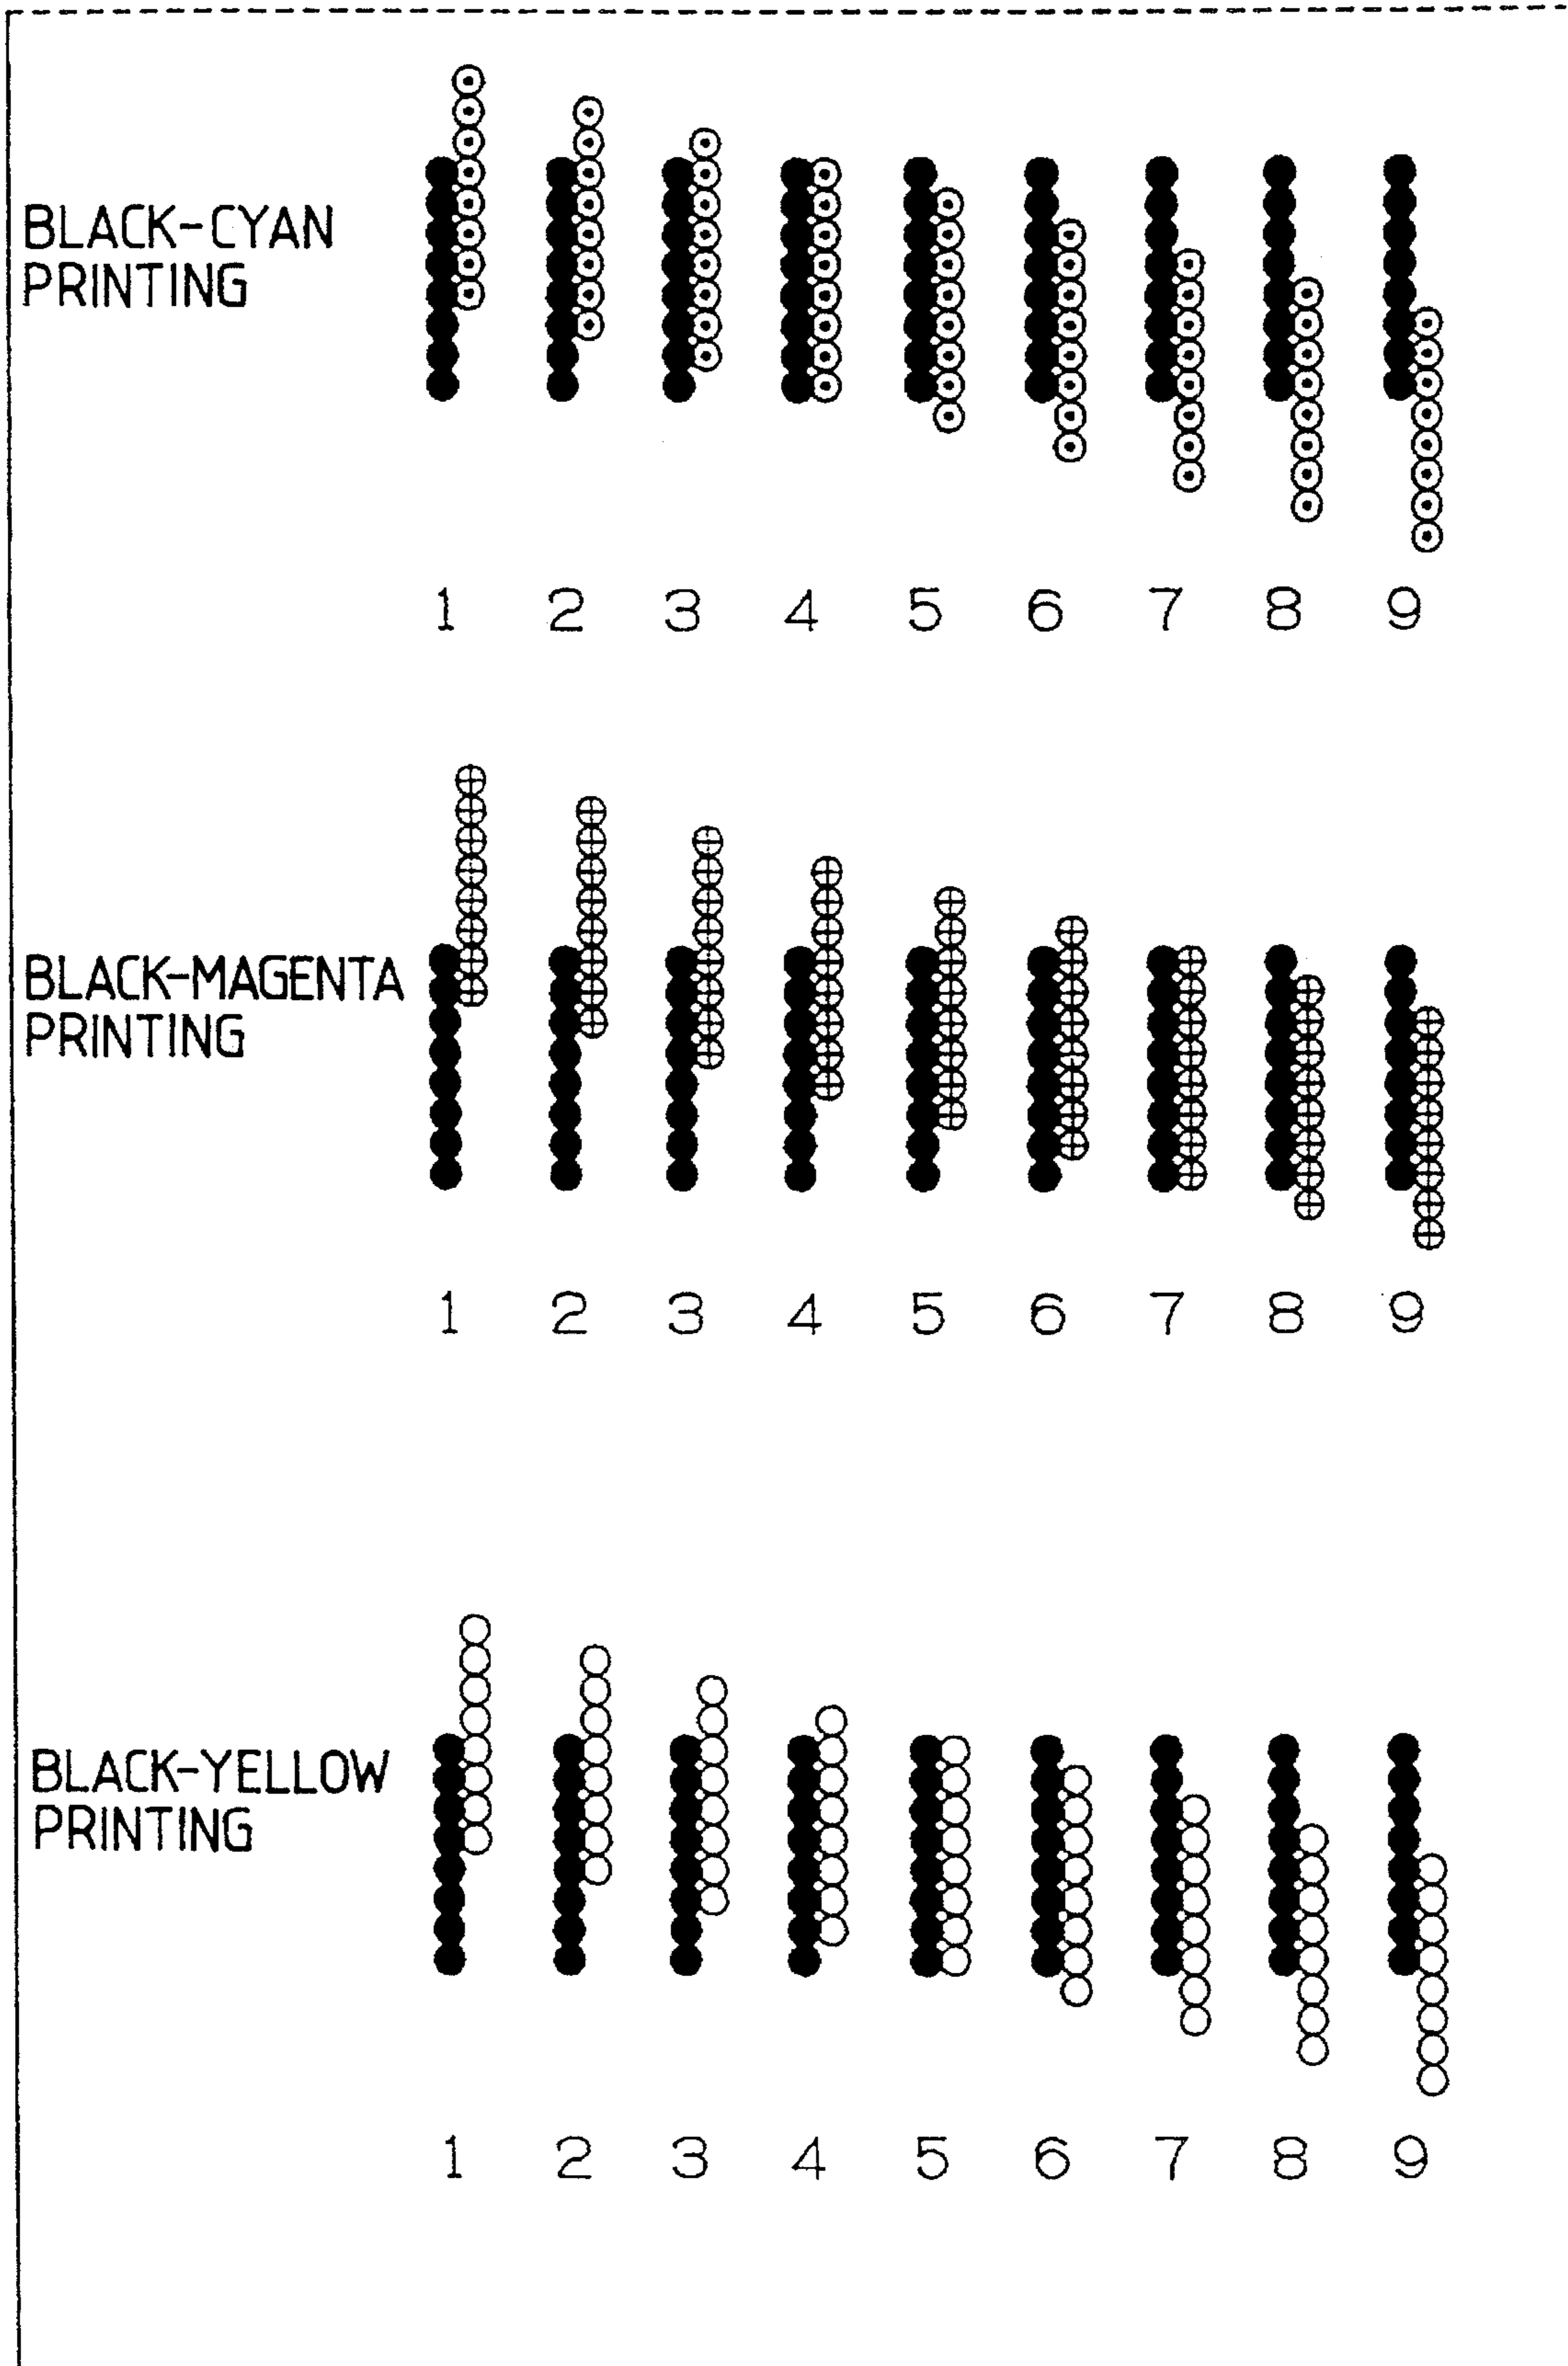 BLACK-CYAN
PRINTING
1 2 3 4 5 6 7 8 9
BLACK-MAGENTA
PRINTING
1 2 3 4 5 6 7 8 9
BLACK-YELLOW
PRINTING
1 2 3 4 5 6 7 8 9